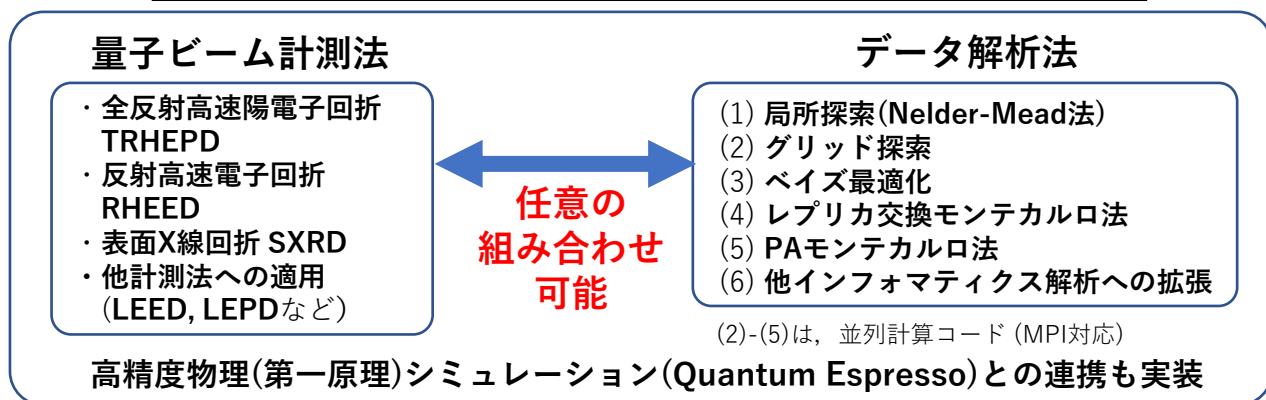 量子ビーム計測法
・全反射高速陽電子回折
TRHEPD
・反射高速電子回折
RHEED
・表面X線回折 SXRD
・他計測法への適用
(LEED, LEPDなど)
任意の
組み合わせ
可能
データ解析法
(1) 局所探索(Nelder-Mead法)
(2) グリッド探索
(3) ベイズ最適化
(4) レプリカ交換モンテカルロ法
(5) PAモンテカルロ法
(6) 他インフォマティクス解析への拡張
(2)-(5)は，並列計算コード (MPI対応)
高精度物理(第一原理)シミュレーション(Quantum Espresso)との連携も実装